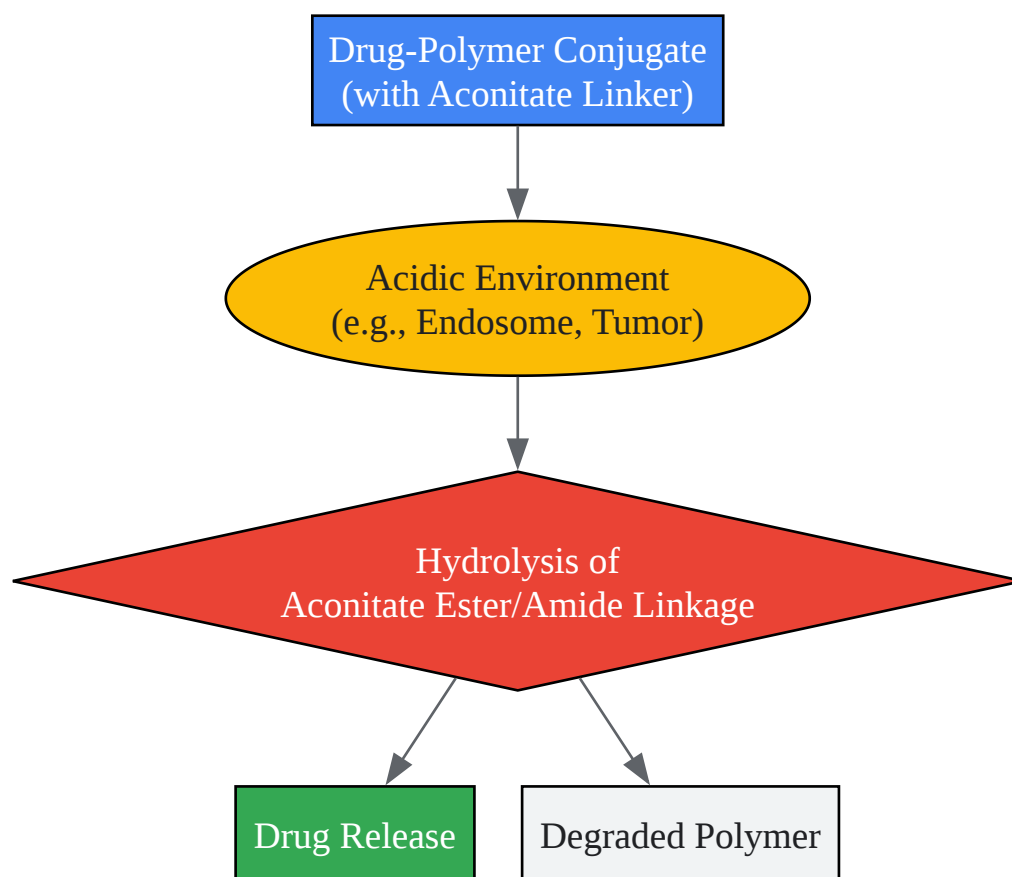 Drug-Polymer Conjugate
(with Aconitate Linker)
Acidic Environment
(e.g., Endosome, Tumor)
Hydrolysis of
Aconitate Ester/Amide Linkage
Drug Release
Degraded Polymer